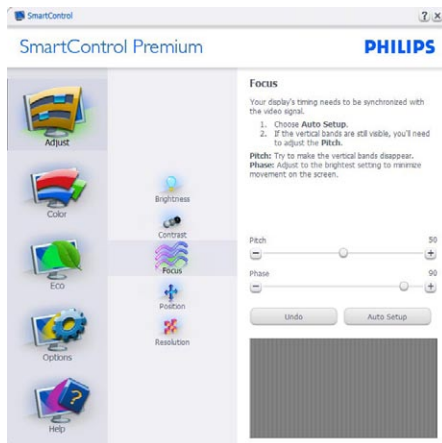 SmartControl
SmartControl Premium
PHILIPS
Adjust
Color
Eco
Options
Help
Brightness
Contrast
Focus
Position
Resolution
Focus
Your display's timing needs to be synchronized with
the video signal.
1. Choose Auto Setup.
2. If the vertical bands are still visible, you'll need
to adjust the Pitch.
Pitch: Try to make the vertical bands disappear.
Phase: Adjust to the brightest setting to minimize
movement on the screen.
Pitch 50
Phase 90
Undo Auto Setup